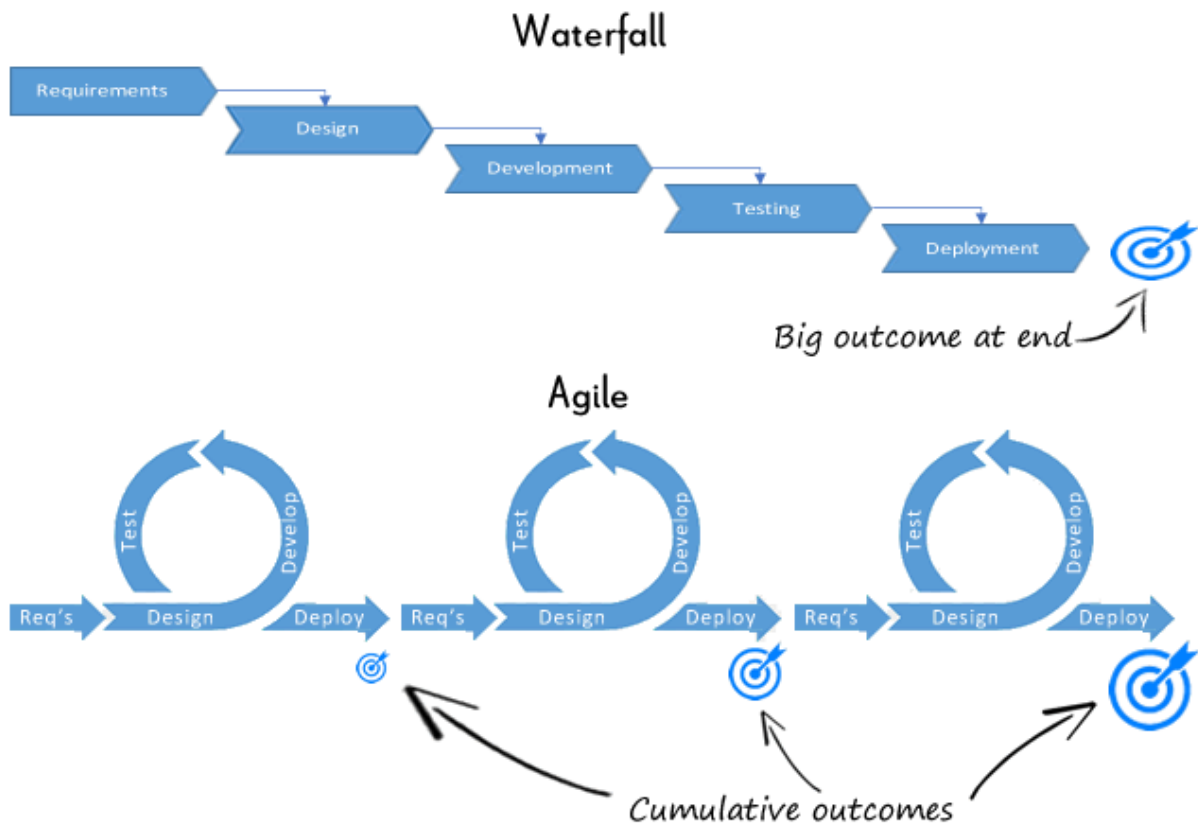 Waterfall
Requirements
Design
Development
Testing
Deployment
Big outcome at end
Agile
Req's
Design
Develop
Test
Deploy
Req's
Design
Develop
Test
Deploy
Req's
Design
Develop
Test
Deploy
Cumulative outcomes